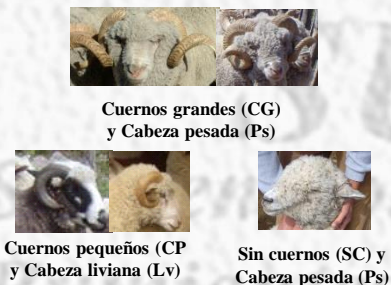 Cuernos grandes (CG)
y Cabeza pesada (Ps)
Cuernos pequeños (CP
y Cabeza liviana (Lv)
Sin cuernos (SC) y
Cabeza pesada (Ps)